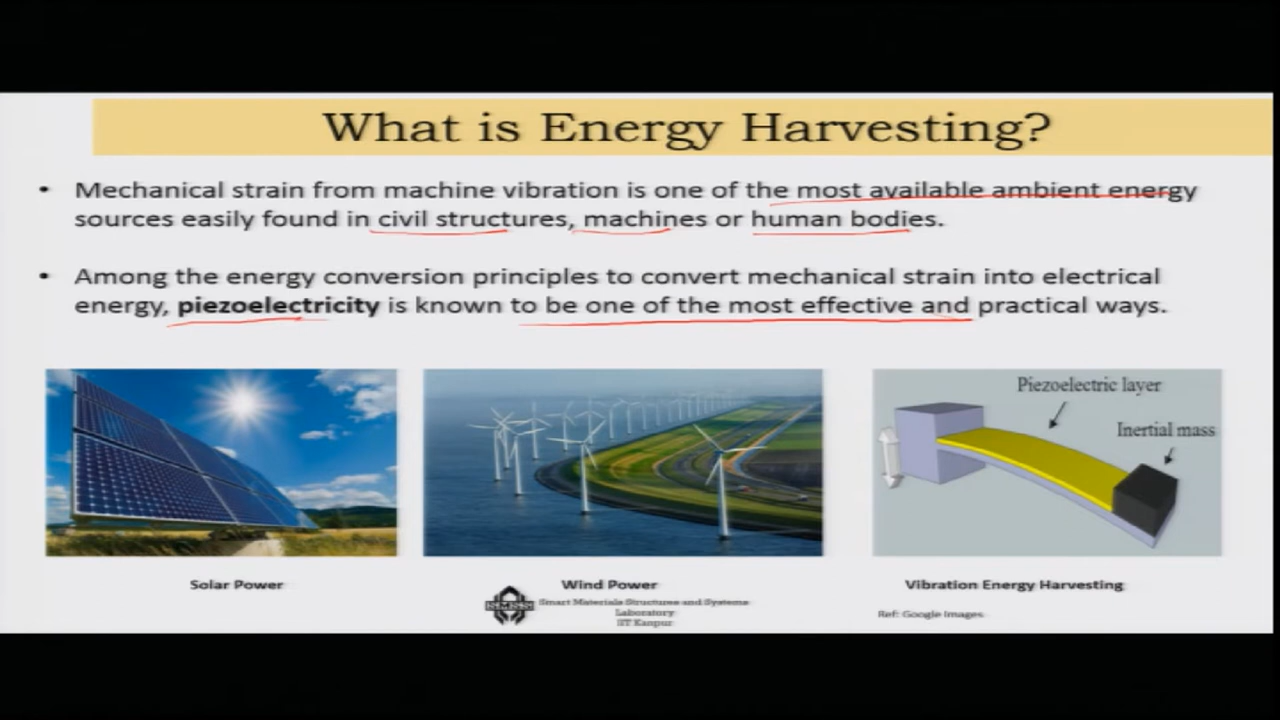 What is Energy Harvesting?
• Mechanical strain from machine vibration is one of the most available ambient energy
sources easily found in civil structures, machines or human bodies.
• Among the energy conversion principles to convert mechanical strain into electrical
energy, piezoelectricity is known to be one of the most effective and practical ways.
Piezoelectric layer
Inertial mass
Solar Power
Wind Power
Vibration Energy Harvesting
Smart Materials Structures and Systems
Laboratory
IIT Kanpur
Ref: Google Images